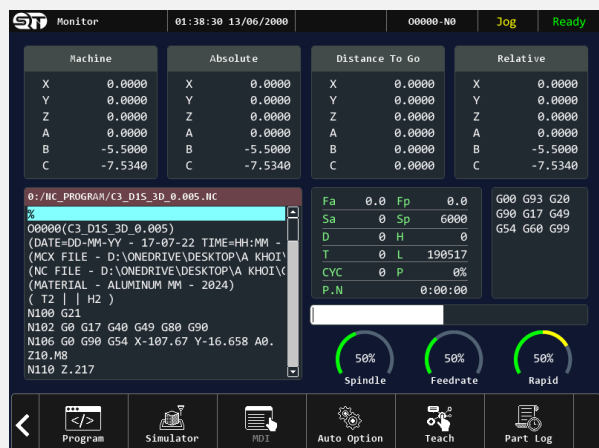 SNT Monitor 01:38:30 13/06/2000 O0000-N0 Jog Ready
Machine Absolute Distance To Go Relative
X 0.0000 X 0.0000 X 0.0000 X 0.0000
Y 0.0000 Y 0.0000 Y 0.0000 Y 0.0000
Z 0.0000 Z 0.0000 Z 0.0000 Z 0.0000
A 0.0000 A 0.0000 A 0.0000 A 0.0000
B -5.5000 B -5.5000 B 0.0000 B -5.5000
C -7.5340 C -7.5340 C 0.0000 C -7.5340
0:/NC_PROGRAM/C3_D1S_3D_0.005.NC
%
O0000(C3_D1S_3D_0.005)
(DATE=DD-MM-YY - 17-07-22 TIME=HH:MM -
(MCX FILE - D:\ONEDRIVE\DESKTOP\A KHOI\
(NC FILE - D:\ONEDRIVE\DESKTOP\A KHOI\(
(MATERIAL - ALUMINUM MM - 2024)
( T2 | | H2 )
N100 G21
N102 G0 G17 G40 G49 G80 G90
N106 G0 G90 G54 X-107.67 Y-16.658 A0.
Z10.M8
N110 Z.217
Fa 0.0 Fp 0.0
Sa 0 Sp 6000
D 0 H 0
T 0 L 190517
CYC 0 P 0%
P.N 0:00:00
G00 G93 G20
G90 G17 G49
G54 G60 G99
50% 50% 50%
Spindle Feedrate Rapid
Program Simulator MDI Auto Option Teach Part Log